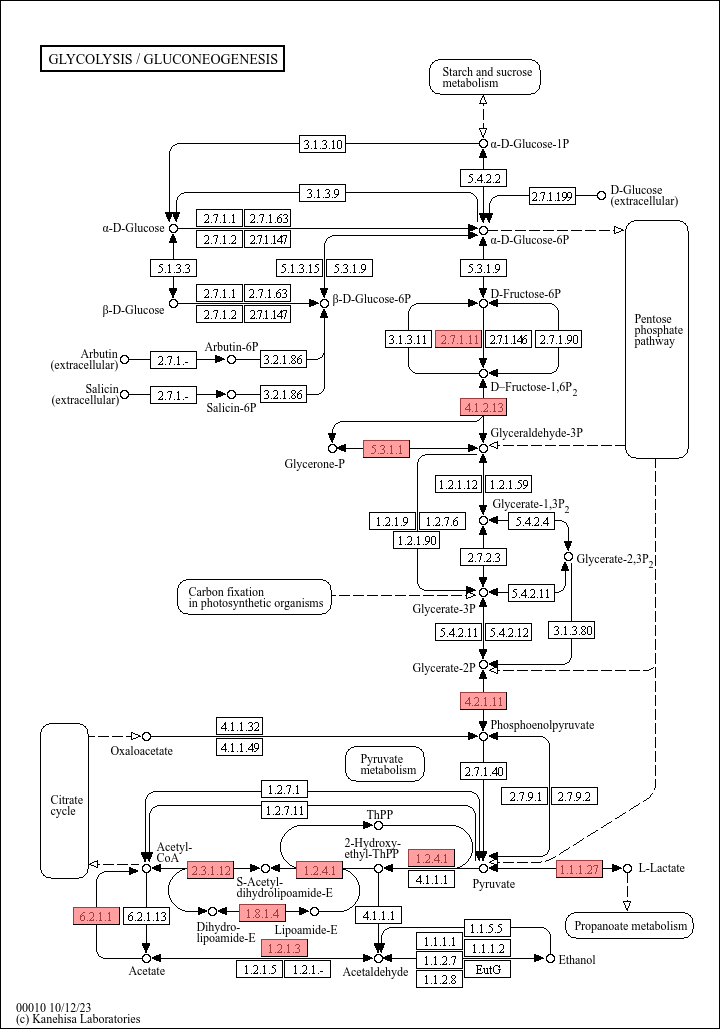 GLYCOLYSIS / GLUCONEOGENESIS
Starch and sucrose
metabolism
3.1.3.10
α-D-Glucose-1P
5.4.2.2
3.1.3.9
2.7.1.199
D-Glucose
(extracellular)
2.7.1.1
2.7.1.63
α-D-Glucose
2.7.1.2
2.7.1.147
α-D-Glucose-6P
5.1.3.3
5.1.3.15
5.3.1.9
5.3.1.9
2.7.1.1
2.7.1.63
D-Fructose-6P
β-D-Glucose
2.7.1.2
2.7.1.147
β-D-Glucose-6P
Pentose
phosphate
pathway
3.1.3.11
2.7.1.11
2.7.1.146
2.7.1.90
Arbutin
(extracellular)
2.7.1.-
Arbutin-6P
3.2.1.86
Salicin
(extracellular)
2.7.1.-
Salicin-6P
3.2.1.86
D-Fructose-1,6P2
4.1.2.13
Glyceraldehyde-3P
5.3.1.1
Glycerone-P
1.2.1.12
1.2.1.59
Glycerate-1,3P2
1.2.1.9
1.2.7.6
5.4.2.4
1.2.1.90
2.7.2.3
Glycerate-2,3P2
Carbon fixation
in photosynthetic organisms
5.4.2.11
Glycerate-3P
5.4.2.11
5.4.2.12
3.1.3.80
Glycerate-2P
4.2.1.11
4.1.1.32
Phosphoenolpyruvate
Oxaloacetate
4.1.1.49
Pyruvate
metabolism
2.7.1.40
Citrate
cycle
1.2.7.1
2.7.9.1
2.7.9.2
1.2.7.11
ThPP
Acetyl-
CoA
2-Hydroxy-
ethyl-ThPP
1.2.4.1
2.3.1.12
1.2.4.1
4.1.1.1
Pyruvate
1.1.1.27
L-Lactate
S-Acetyl-
dihydrolipoamide-E
6.2.1.1
6.2.1.13
1.8.1.4
4.1.1.1
Dihydro-
lipoamide-E
Lipoamide-E
Propanoate metabolism
1.1.5.5
1.2.1.3
1.1.1.1
1.1.1.2
Acetate
1.2.1.5
1.2.1.-
Acetaldehyde
1.1.2.7
EutG
Ethanol
1.1.2.8
00010 10/12/23
(c) Kanehisa Laboratories